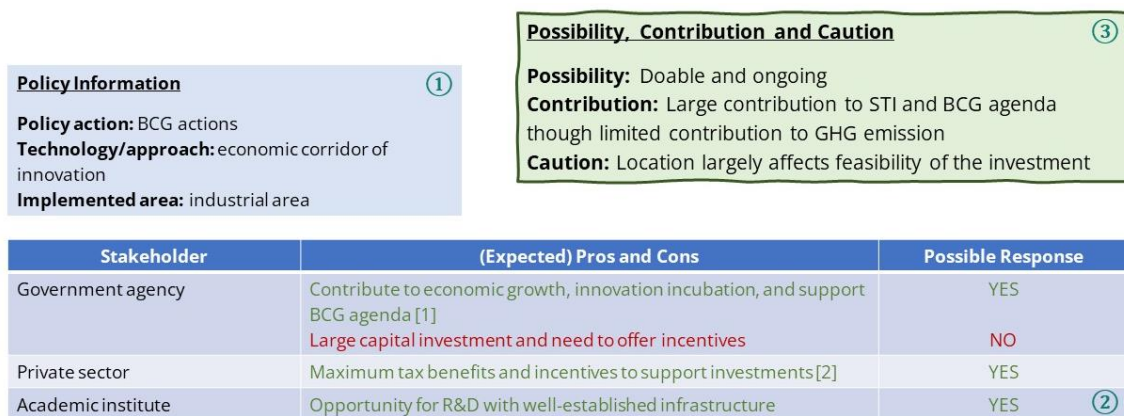 Policy Information ①
Policy action: BCG actions
Technology/approach: economic corridor of
innovation
Implemented area: industrial area
Possibility, Contribution and Caution ③
Possibility: Doable and ongoing
Contribution: Large contribution to STI and BCG agenda
though limited contribution to GHG emission
Caution: Location largely affects feasibility of the investment
Stakeholder (Expected) Pros and Cons Possible Response
Government agency Contribute to economic growth, innovation incubation, and support YES
BCG agenda [1]
Large capital investment and need to offer incentives NO
Private sector Maximum tax benefits and incentives to support investments [2] YES
Academic institute Opportunity for R&D with well-established infrastructure YES ②